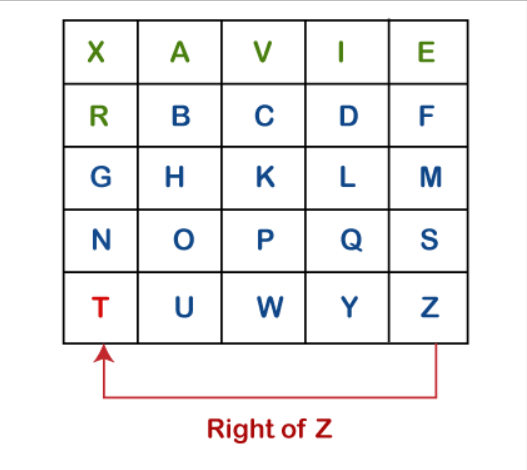 X A V I E
R B C D F
G H K L M
N O P Q S
T U W Y Z
Right of Z